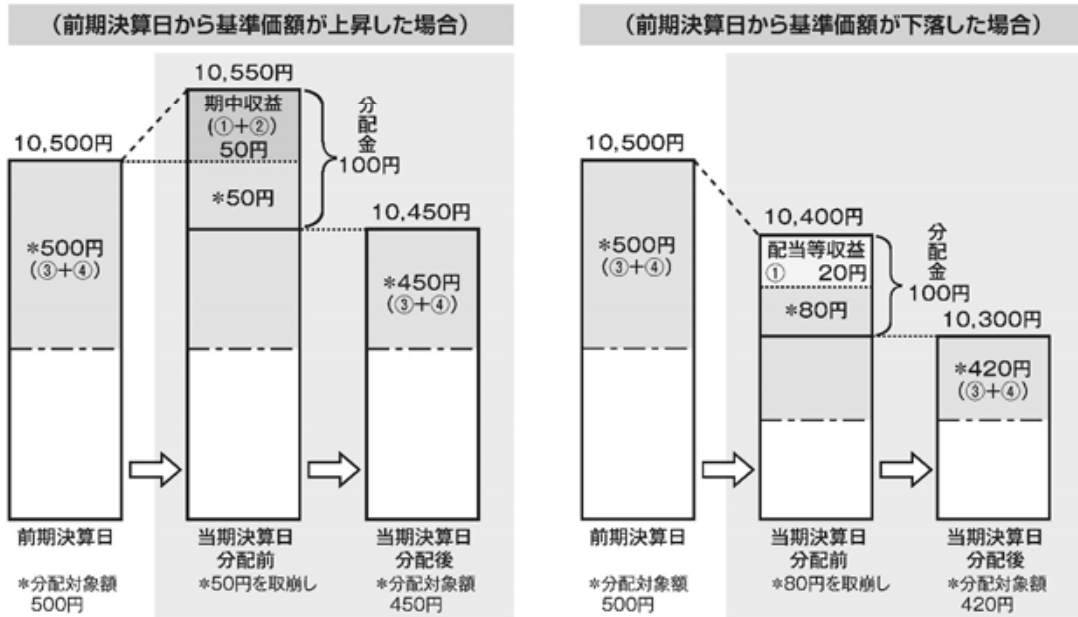 (前期決算日から基準価額が上昇した場合)
10,550円
期中収益
(①+②)
50円
分配金
100円
10,500円
*50円
10,450円
*500円
(③+④)
*450円
(③+④)
前期決算日
当期決算日
分配前
当期決算日
分配後
*分配対象額
500円
*50円を取崩し
*分配対象額
450円
(前期決算日から基準価額が下落した場合)
10,500円
10,400円
配当等収益
① 20円
分配金
100円
*500円
(③+④)
*80円
10,300円
*420円
(③+④)
前期決算日
当期決算日
分配前
当期決算日
分配後
*分配対象額
500円
*80円を取崩し
*分配対象額
420円